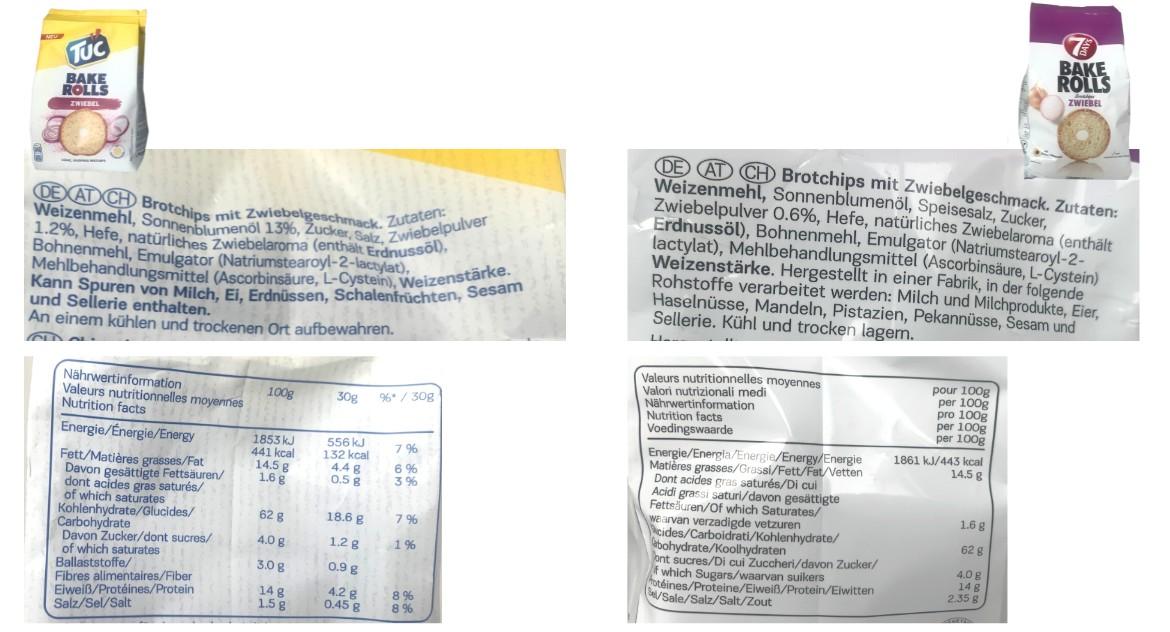 NEU
TUC
BAKE
ROLLS
ZWIEBEL
7
DAYS
BAKE
ROLLS
ZWIEBEL
DE AT CH Brotchips mit Zwiebelgeschmack. Zutaten:
Weizenmehl, Sonnenblumenöl 13%, Zucker, Salz, Zwiebelpulver
1.2%, Hefe, natürliches Zwiebelaroma (enthält Erdnussöl),
Bohnenmehl, Emulgator (Natriumstearoyl-2-lactylat),
Mehlbehandlungsmittel (Ascorbinsäure, L-Cystein), Weizenstärke.
Kann Spuren von Milch, Ei, Erdnüssen, Schalenfrüchten, Sesam
und Sellerie enthalten.
An einem kühlen und trockenen Ort aufbewahren.
DE AT CH Brotchips mit Zwiebelgeschmack. Zutaten:
Weizenmehl, Sonnenblumenöl, Speisesalz, Zucker,
Zwiebelpulver 0.6%, Hefe, natürliches Zwiebelaroma (enthält
Erdnussöl), Bohnenmehl, Emulgator (Natriumstearoyl-2-
lactylat), Mehlbehandlungsmittel (Ascorbinsäure, L-Cystein)
Weizenstärke. Hergestellt in einer Fabrik, in der folgende
Rohstoffe verarbeitet werden: Milch und Milchprodukte, Eier,
Haselnüsse, Mandeln, Pistazien, Pekannüsse, Sesam und
Sellerie. Kühl und trocken lagern.
Nährwertinformation
Valeurs nutritionnelles moyennes 100g 30g %* / 30g
Nutrition facts
Energie/Énergie/Energy 1853 kJ 556 kJ 7 %
441 kcal 132 kcal
Fett/Matières grasses/Fat 14.5 g 4.4 g 6 %
Davon gesättigte Fettsäuren/ 1.6 g 0.5 g 3 %
dont acides gras saturés/
of which saturates
Kohlenhydrate/Glucides/ 62 g 18.6 g 7 %
Carbohydrate
Davon Zucker/dont sucres/ 4.0 g 1.2 g 1 %
of which saturates
Ballaststoffe/ 3.0 g 0.9 g
Fibres alimentaires/Fiber
Eiweiß/Protéines/Protein 14 g 4.2 g 8 %
Salz/Sel/Salt 1.5 g 0.45 g 8 %
Valeurs nutritionnelles moyennes pour 100g
Valori nutrizionali medi per 100g
Nährwertinformation pro 100g
Nutrition facts per 100g
Voedingswaarde per 100g
Energie/Energia/Energie/Energy/Energie 1861 kJ/443 kcal
Matières grasses/Grassi/Fett/Fat/Vetten 14.5 g
Dont acides gras saturés/Di cui
Acidi grassi saturi/davon gesättigte
Fettsäuren/Of which Saturates/
waarvan verzadigde vetzuren 1.6 g
ucides/Carboidrati/Kohlenhydrate/
rbohydrate/Koolhydraten 62 g
ont sucres/Di cui Zuccheri/davon Zucker/
f which Sugars/waarvan suikers 4.0 g
rotéines/Proteine/Eiweiß/Protein/Eiwitten 14 g
Sel/Sale/Salz/Salt/Zout 2.35 g